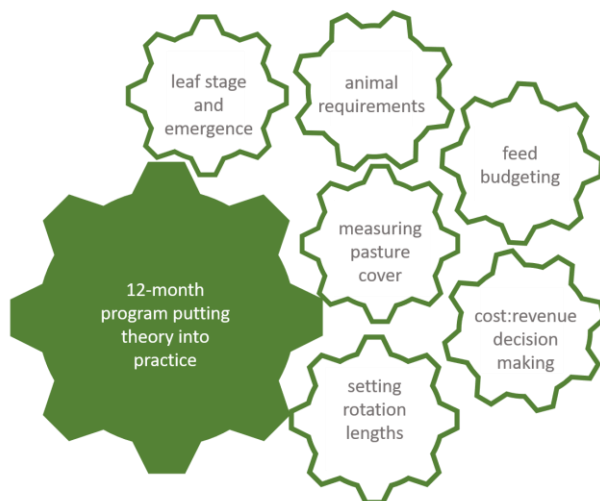 leaf stage
and
emergence
animal
requirements
feed
budgeting
measuring
pasture
cover
12-month
program putting
theory into
practice
cost:revenue
decision
making
setting
rotation
lengths